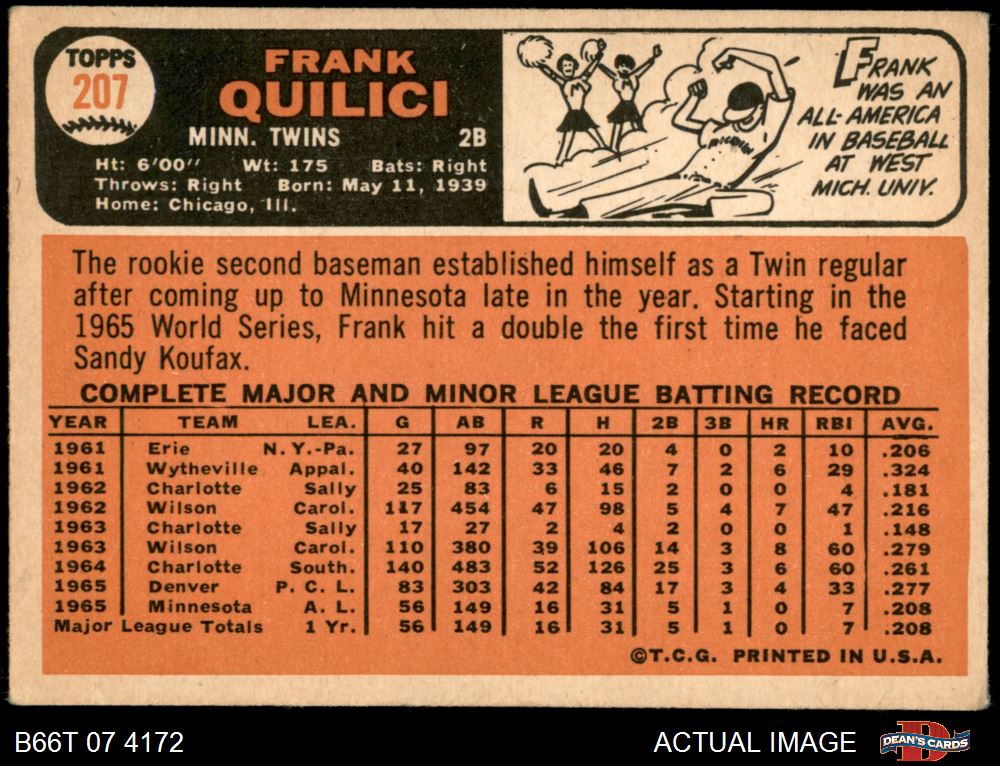 TOPPS
207
FRANK
QUILICI
MINN. TWINS 2B
Ht: 6'00" Wt: 175 Bats: Right
Throws: Right Born: May 11, 1939
Home: Chicago, Ill.
FRANK
WAS AN
ALL-AMERICA
IN BASEBALL
AT WEST
MICH. UNIV.
The rookie second baseman established himself as a Twin regular
after coming up to Minnesota late in the year. Starting in the
1965 World Series, Frank hit a double the first time he faced
Sandy Koufax.
COMPLETE MAJOR AND MINOR LEAGUE BATTING RECORD
YEAR TEAM LEA. G AB R H 2B 3B HR RBI AVG.
1961 Erie N.Y.-Pa. 27 97 20 20 4 0 2 10 .206
1961 Wytheville Appal. 40 142 33 46 7 2 6 29 .324
1962 Charlotte Sally 25 83 6 15 2 0 0 4 .181
1962 Wilson Carol. 117 454 47 98 5 4 7 47 .216
1963 Charlotte Sally 17 27 2 4 2 0 0 1 .148
1963 Wilson Carol. 110 380 39 106 14 3 8 60 .279
1964 Charlotte South. 140 483 52 126 25 3 6 60 .261
1965 Denver P.C.L. 83 303 42 84 17 3 4 33 .277
1965 Minnesota A.L. 56 149 16 31 5 1 0 7 .208
Major League Totals 1 Yr. 56 149 16 31 5 1 0 7 .208
©T.C.G. PRINTED IN U.S.A.
B66T 07 4172 ACTUAL IMAGE
D
DEAN'S CARDS